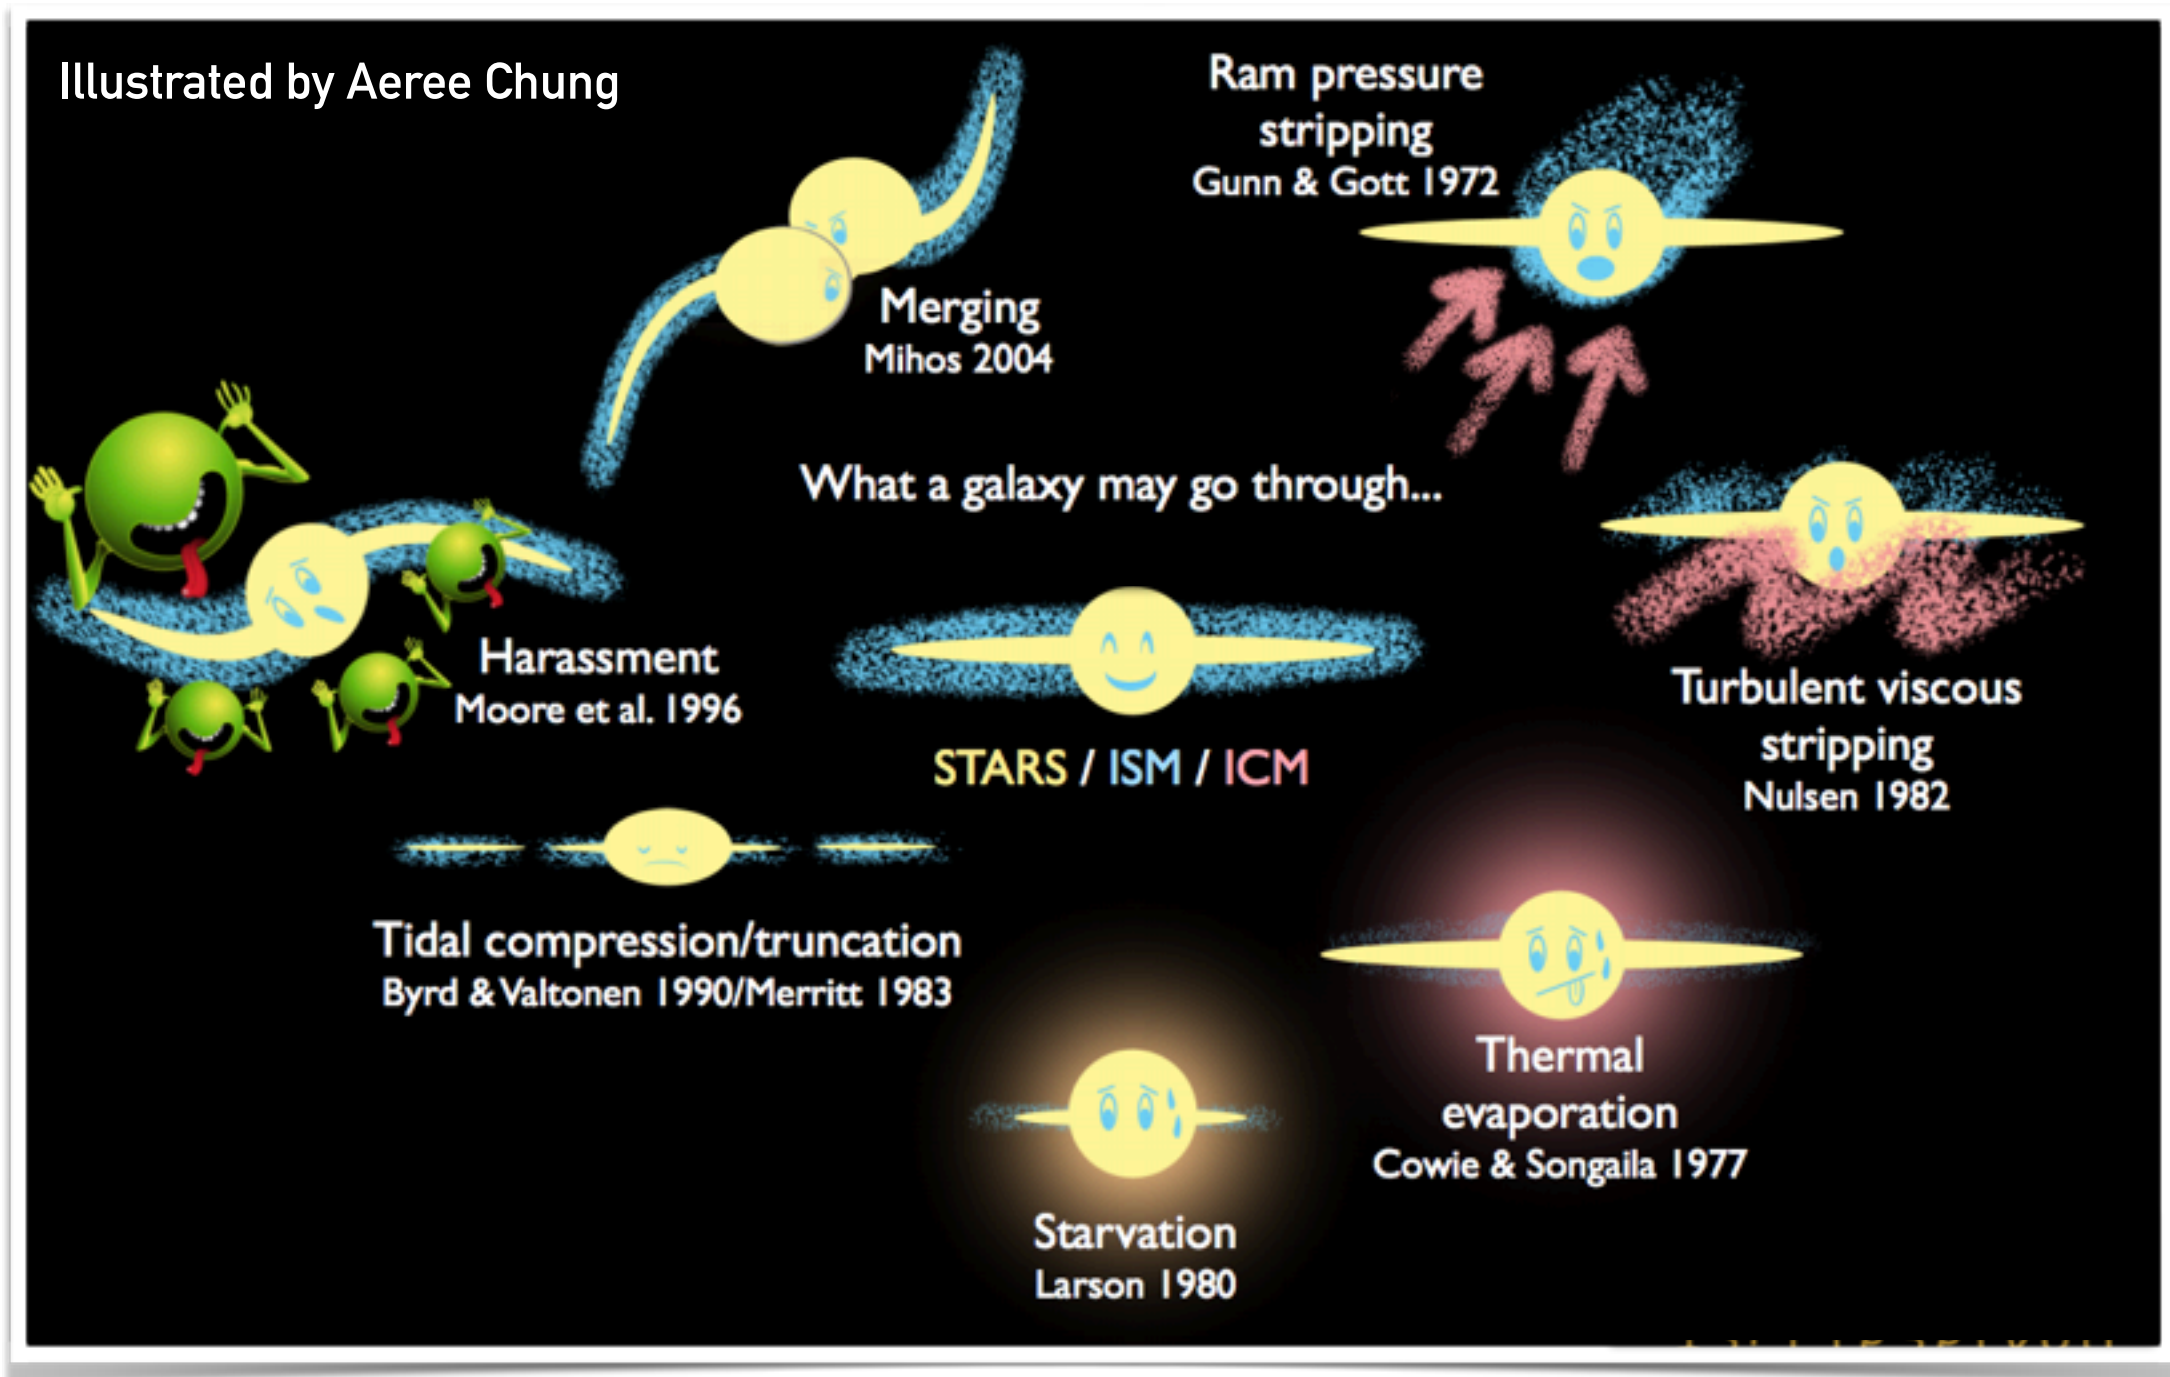 Illustrated by Aeree Chung
Ram pressure
stripping
Gunn & Gott 1972
Merging
Mihos 2004
What a galaxy may go through...
Harassment
Moore et al. 1996
Turbulent viscous
stripping
Nulsen 1982
STARS / ISM / ICM
Tidal compression/truncation
Byrd & Valtonen 1990/Merritt 1983
Thermal
evaporation
Cowie & Songaila 1977
Starvation
Larson 1980